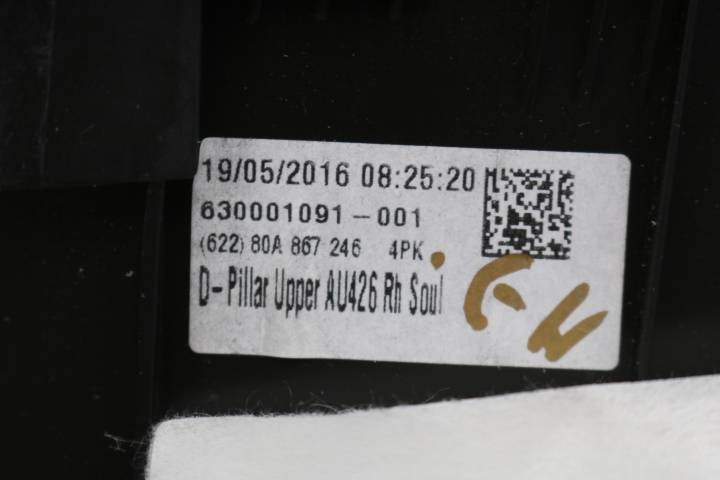 19/05/2016 08:25:20
630001091-001
(622) 80A 867 246 4PK
D-Pillar Upper AU426 Rh Soul